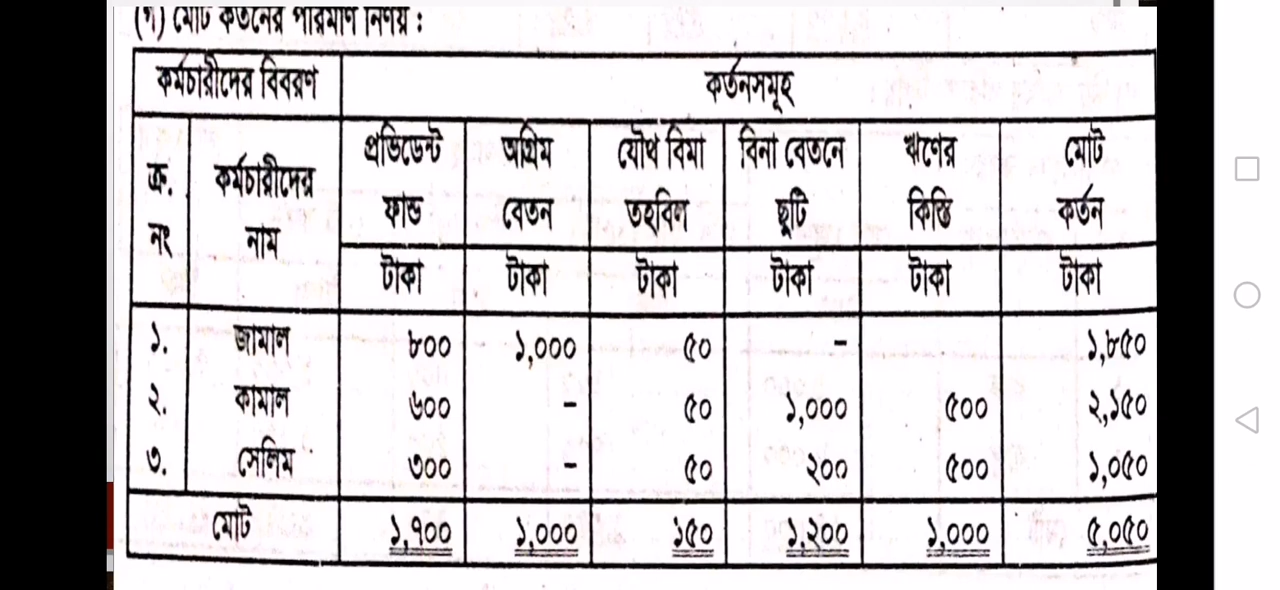 (গ) মোট কর্তনের পরিমাণ নির্ণয় :
কর্মচারীদের বিবরণ কর্তনসমূহ
ক্র. নং কর্মচারীদের নাম প্রভিডেন্ট ফান্ড অগ্রিম বেতন যৌথ বিমা তহবিল বিনা বেতনে ছুটি ঋণের কিস্তি মোট কর্তন
টাকা টাকা টাকা টাকা টাকা টাকা
১. জামাল ৮০০ ১,০০০ ৫০ - ১,৮৫০
২. কামাল ৬০০ - ৫০ ১,০০০ ৫০০ ২,১৫০
৩. সেলিম ৩০০ - ৫০ ২০০ ৫০০ ১,০৫০
মোট ১,৭০০ ১,০০০ ১৫০ ১,২০০ ১,০০০ ৫,০৫০